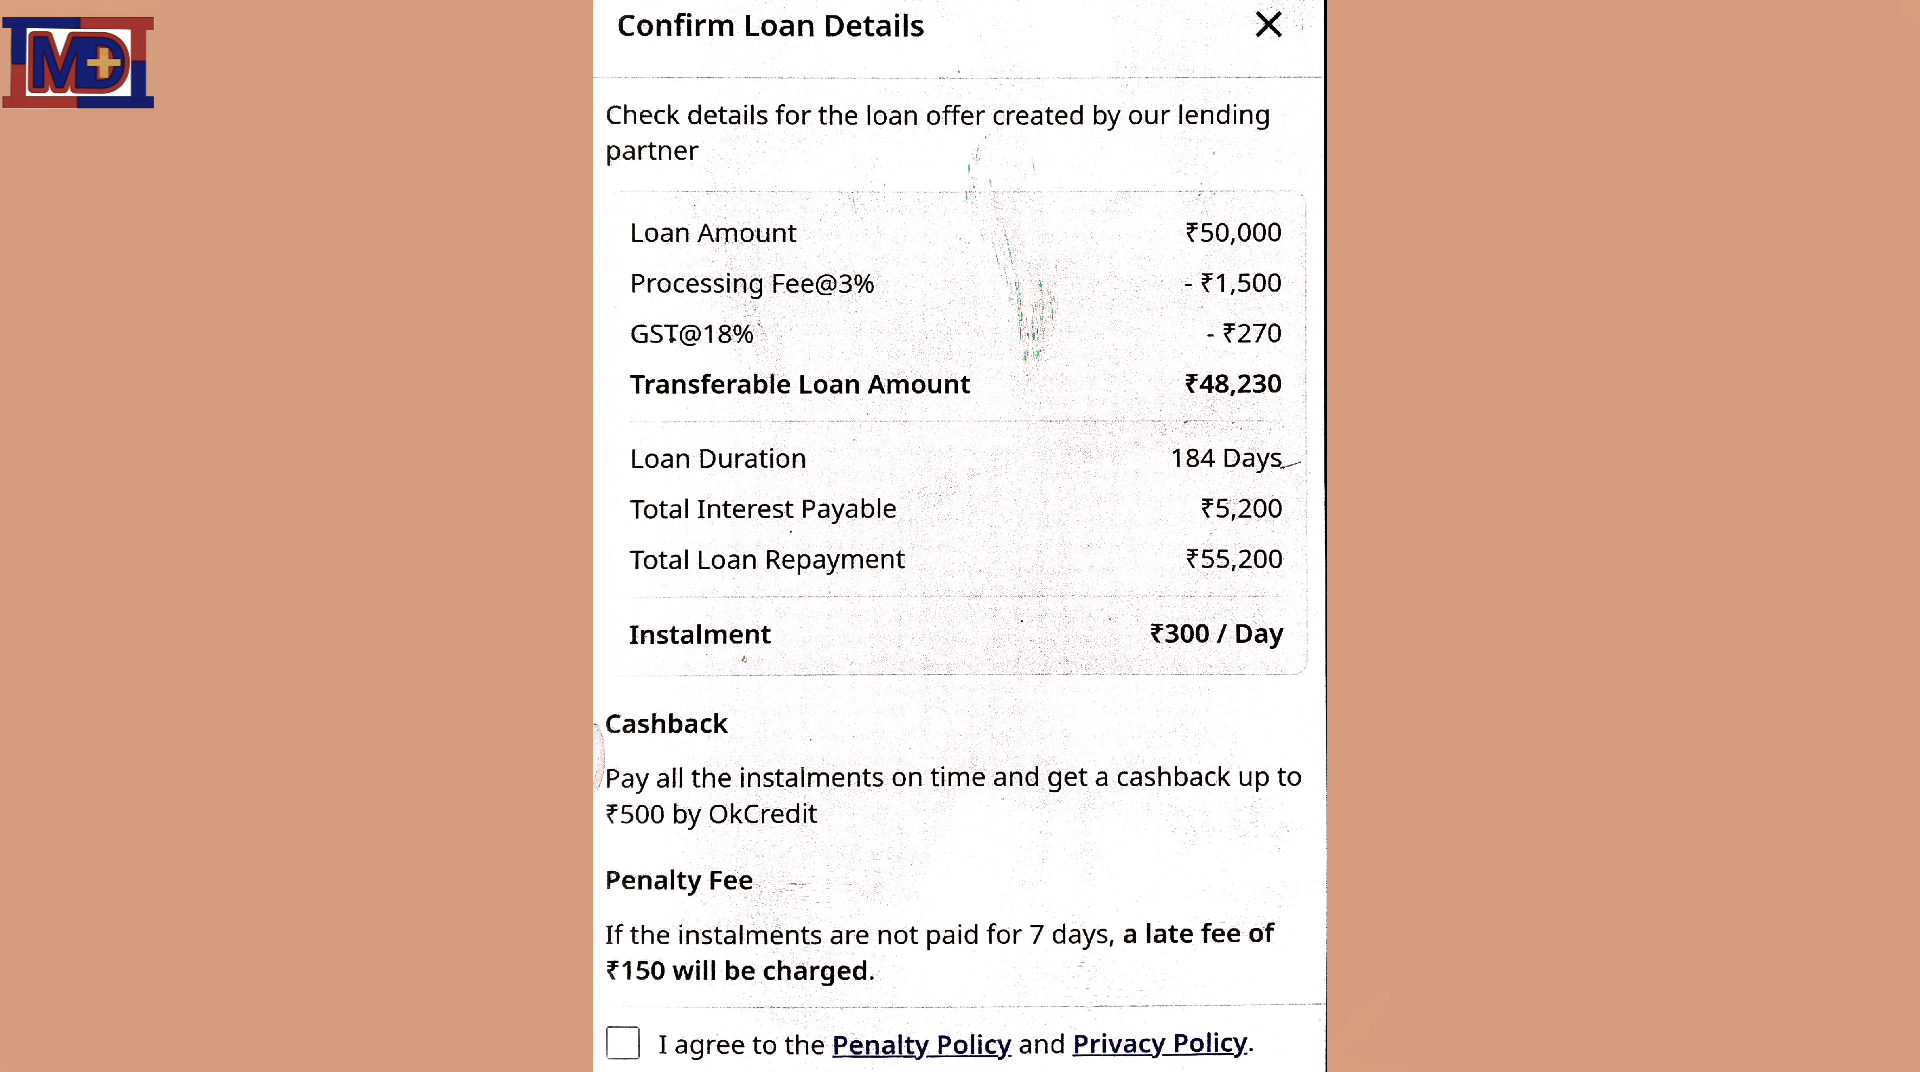 MD+
Confirm Loan Details
Check details for the loan offer created by our lending
partner
Loan Amount ₹50,000
Processing Fee@3% - ₹1,500
GST@18% - ₹270
Transferable Loan Amount ₹48,230
Loan Duration 184 Days
Total Interest Payable ₹5,200
Total Loan Repayment ₹55,200
Instalment ₹300 / Day
Cashback
Pay all the instalments on time and get a cashback up to
₹500 by OkCredit
Penalty Fee
If the instalments are not paid for 7 days, a late fee of
₹150 will be charged.
I agree to the Penalty Policy and Privacy Policy.